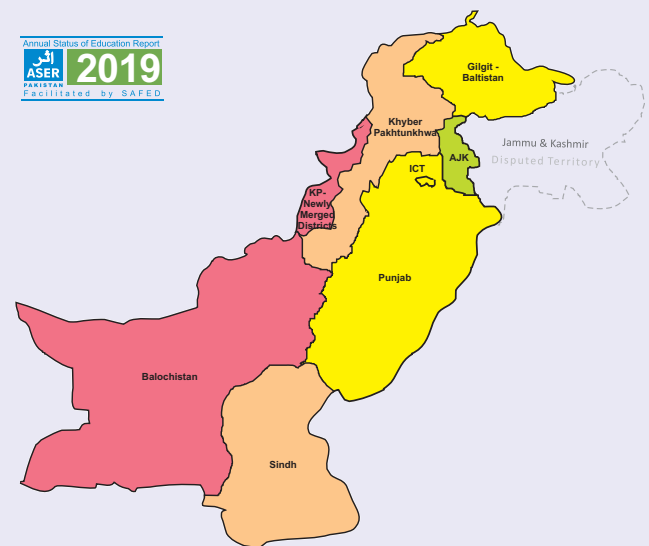 Annual Status of Education Report
اثر
ASER
PAKISTAN
2019
Facilitated by SAFED
Gilgit -
Baltistan
Khyber
Pakhtunkhwa
Jammu & Kashmir
Disputed Territory
AJK
ICT
KP-
Newly
Merged
Districts
Punjab
Balochistan
Sindh